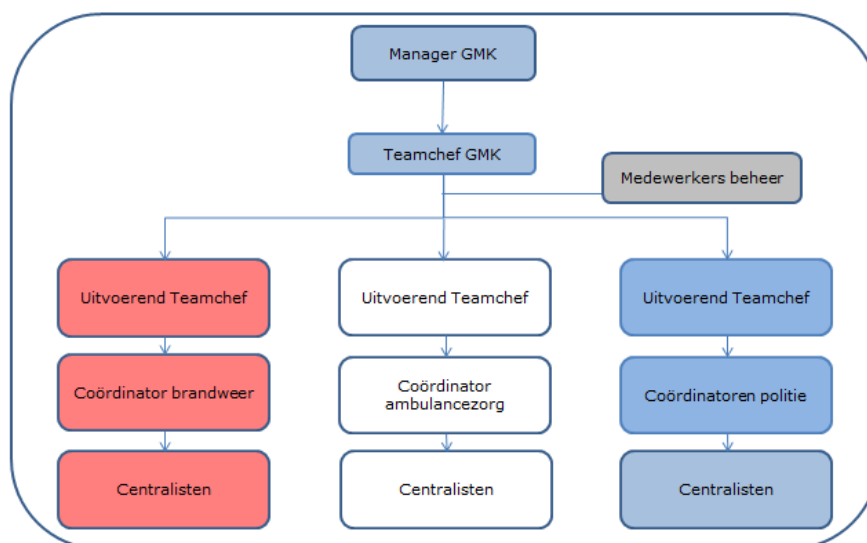 Manager GMK
Teamchef GMK
Medewerkers beheer
Uitvoerend Teamchef
Uitvoerend Teamchef
Uitvoerend Teamchef
Coördinator brandweer
Coördinator
ambulancezorg
Coördinatoren politie
Centralisten
Centralisten
Centralisten